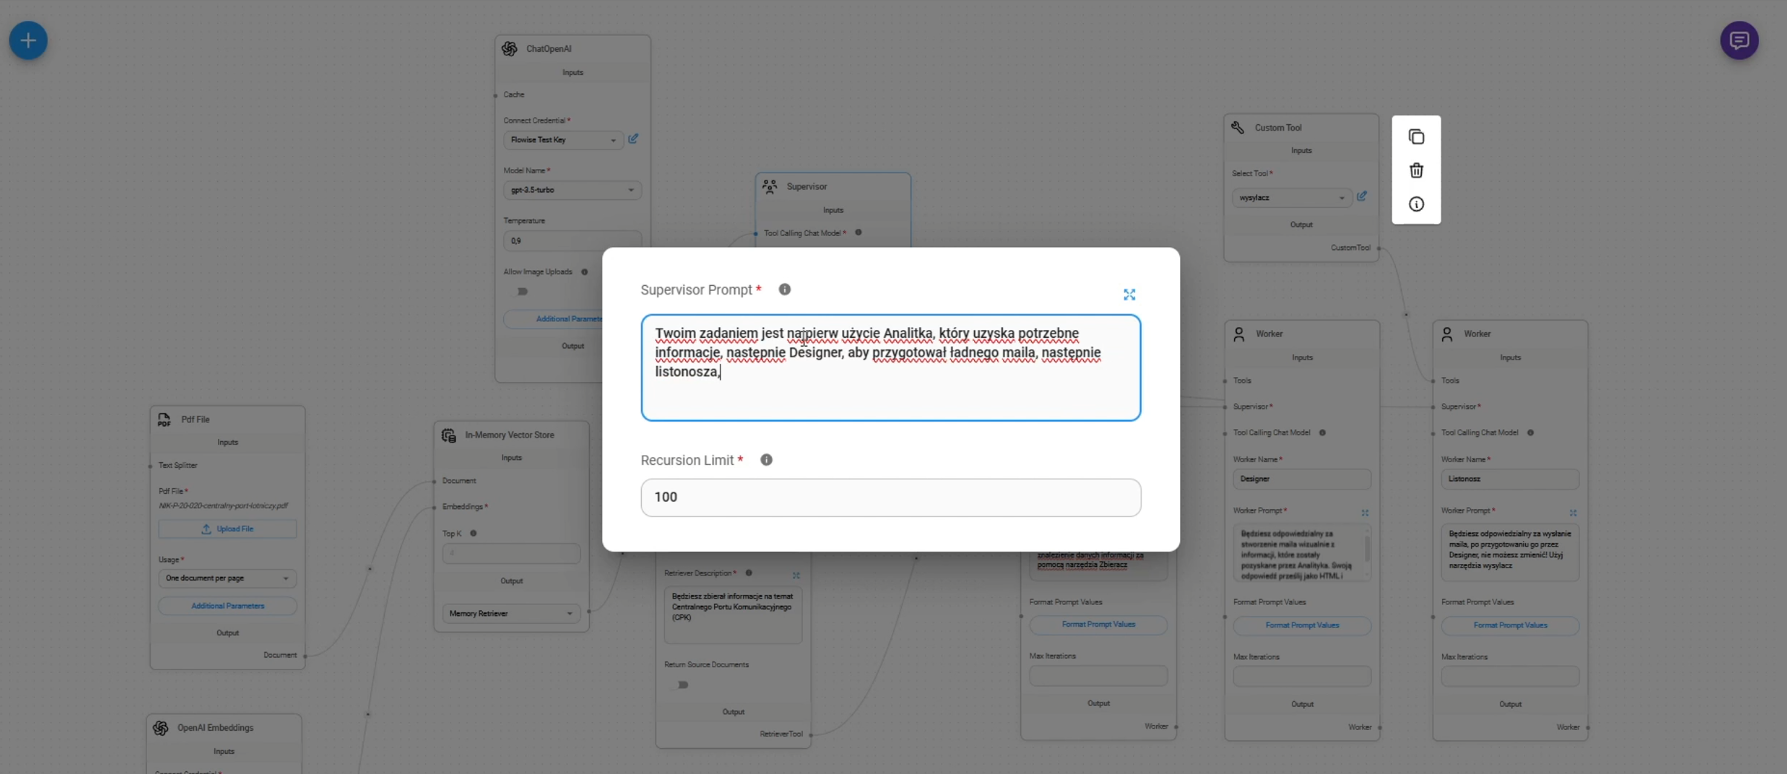 ChatOpenAI
Inputs
Cache
Connect Credential *
Flowise Test Key
Model Name *
gpt-3.5-turbo
Temperature
0,9
Allow Image Uploads
Additional Parame
Output
Supervisor
Inputs
Tool Calling Chat Model *
Custom Tool
Inputs
Select Tool *
wysylacz
Output
CustomTool
Supervisor Prompt *
Twoim zadaniem jest najpierw użycie Analitka, który uzyska potrzebne
informacje, następnie Designer, aby przygotował ładnego maila, następnie
listonosza,
Recursion Limit *
100
Pdf File
Inputs
Text Splitter
Pdf File *
NIK-P-20-020-centralny-port-lotniczy.pdf
Upload File
Usage *
One document per page
Additional Parameters
Output
Document
In-Memory Vector Store
Inputs
Document
Embeddings *
Top K
4
Output
Memory Retriever
OpenAI Embeddings
Inputs
Connect Credential *
Retriever Description *
Będziesz zbierał informacje na temat
Centralnego Portu Komunikacyjnego
(CPK)
Return Source Documents
Output
RetrieverTool
znalezienie danych informacji za
pomocą narzędzia Zbieracz
Format Prompt Values
Format Prompt Values
Max Iterations
Output
Worker
Worker
Inputs
Tools
Supervisor *
Tool Calling Chat Model
Worker Name *
Designer
Worker Prompt *
Będziesz odpowiedzialny za
stworzenie maila wizualnie z
informacji, które zostały
pozyskane przez Analityka. Swoją
odpowiedź prześlij jako HTML i
Format Prompt Values
Format Prompt Values
Max Iterations
Output
Worker
Worker
Inputs
Tools
Supervisor *
Tool Calling Chat Model
Worker Name *
Listonosz
Worker Prompt *
Będziesz odpowiedzialny za wysłanie
maila, po przygotowaniu go przez
Designer, nie możesz zmienić! Użyj
narzędzia wysylacz
Format Prompt Values
Format Prompt Values
Max Iterations
Output
Worker